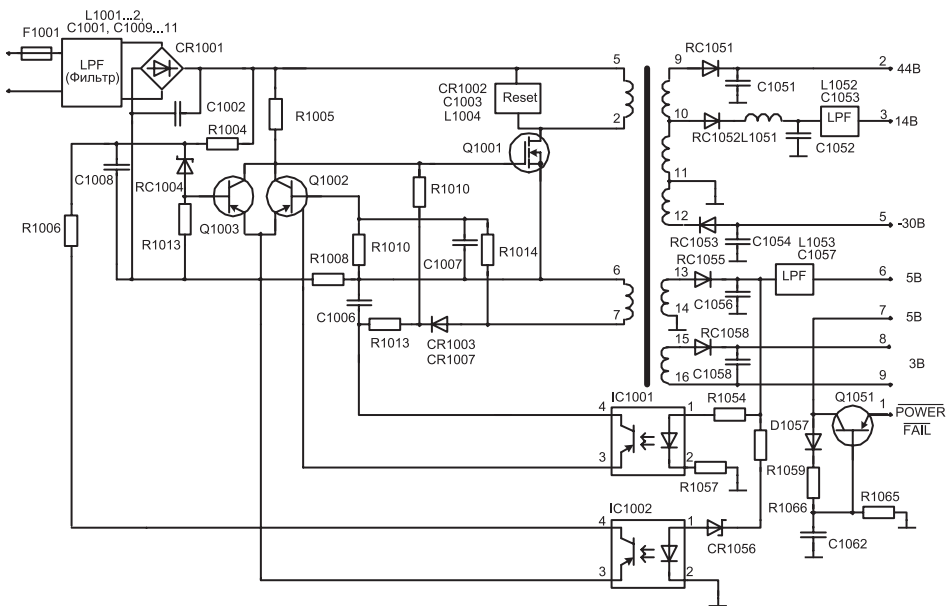 L1001...2,
C1001, C1009...11
F1001
CR1001
LPF
(Фильтр)
C1002
R1004
R1005
C1008
RC1004
R1006
R1013
Q1003
Q1002
R1008
R1010
C1007
R1014
R1010
Q1001
CR1002
C1003
L1004
Reset
C1006
R1013
CR1003
CR1007
5
2
6
7
9
10
11
12
13
14
15
16
RC1051
C1051
2
44В
RC1052
L1051
C1052
L1052
C1053
LPF
3
14В
RC1053
C1054
5
-30В
RC1055
C1056
L1053
C1057
LPF
6
5В
7
5В
RC1058
C1058
8
3В
9
IC1001
4
3
1
2
R1054
R1057
D1057
Q1051
1
POWER
FAIL
R1059
R1066
R1065
C1062
IC1002
4
3
1
2
CR1056